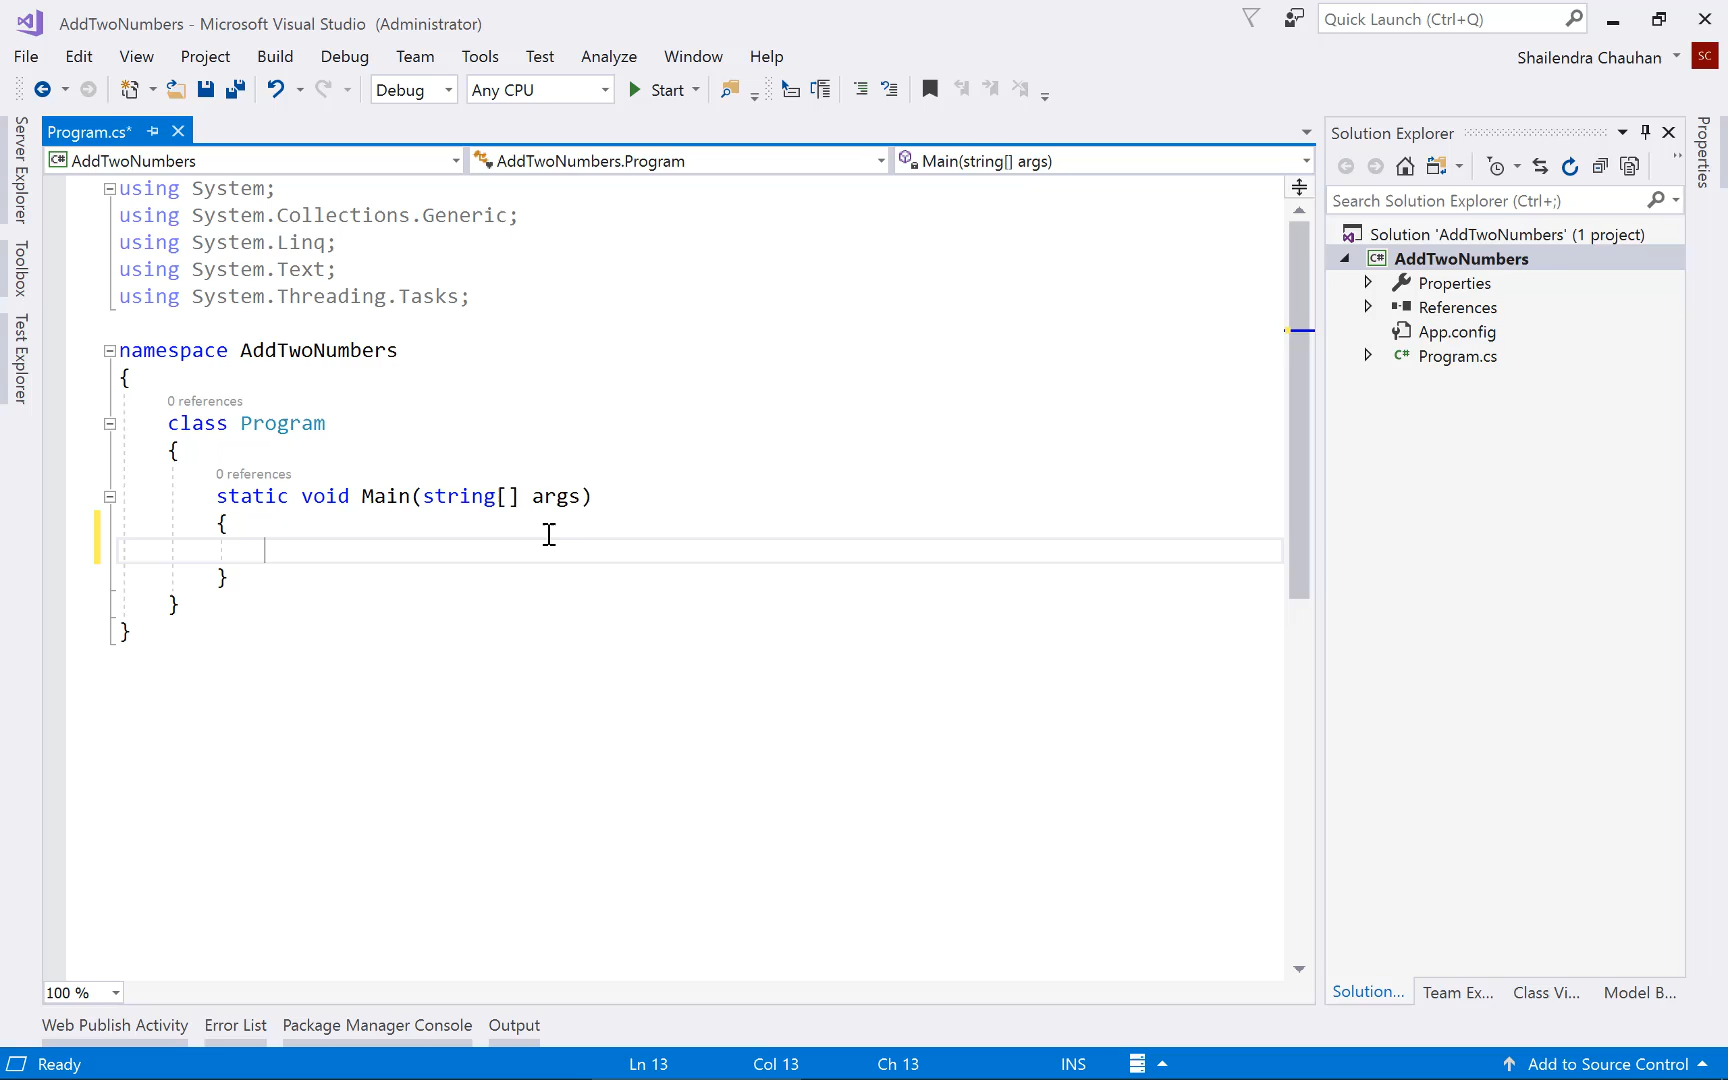 AddTwoNumbers - Microsoft Visual Studio (Administrator)
Quick Launch (Ctrl+Q)
File Edit View Project Build Debug Team Tools Test Analyze Window Help
Shailendra Chauhan
SC
Debug
Any CPU
Start
Server Explorer
Toolbox
Test Explorer
Program.cs*
C# AddTwoNumbers
AddTwoNumbers.Program
Main(string[] args)
using System;
using System.Collections.Generic;
using System.Linq;
using System.Text;
using System.Threading.Tasks;
namespace AddTwoNumbers
{
0 references
class Program
{
0 references
static void Main(string[] args)
{
}
}
}
100 %
Solution Explorer
Search Solution Explorer (Ctrl+;)
Solution 'AddTwoNumbers' (1 project)
C# AddTwoNumbers
Properties
References
App.config
C# Program.cs
Solution... Team Ex... Class Vi... Model B...
Properties
Web Publish Activity Error List Package Manager Console Output
Ready
Ln 13
Col 13
Ch 13
INS
Add to Source Control